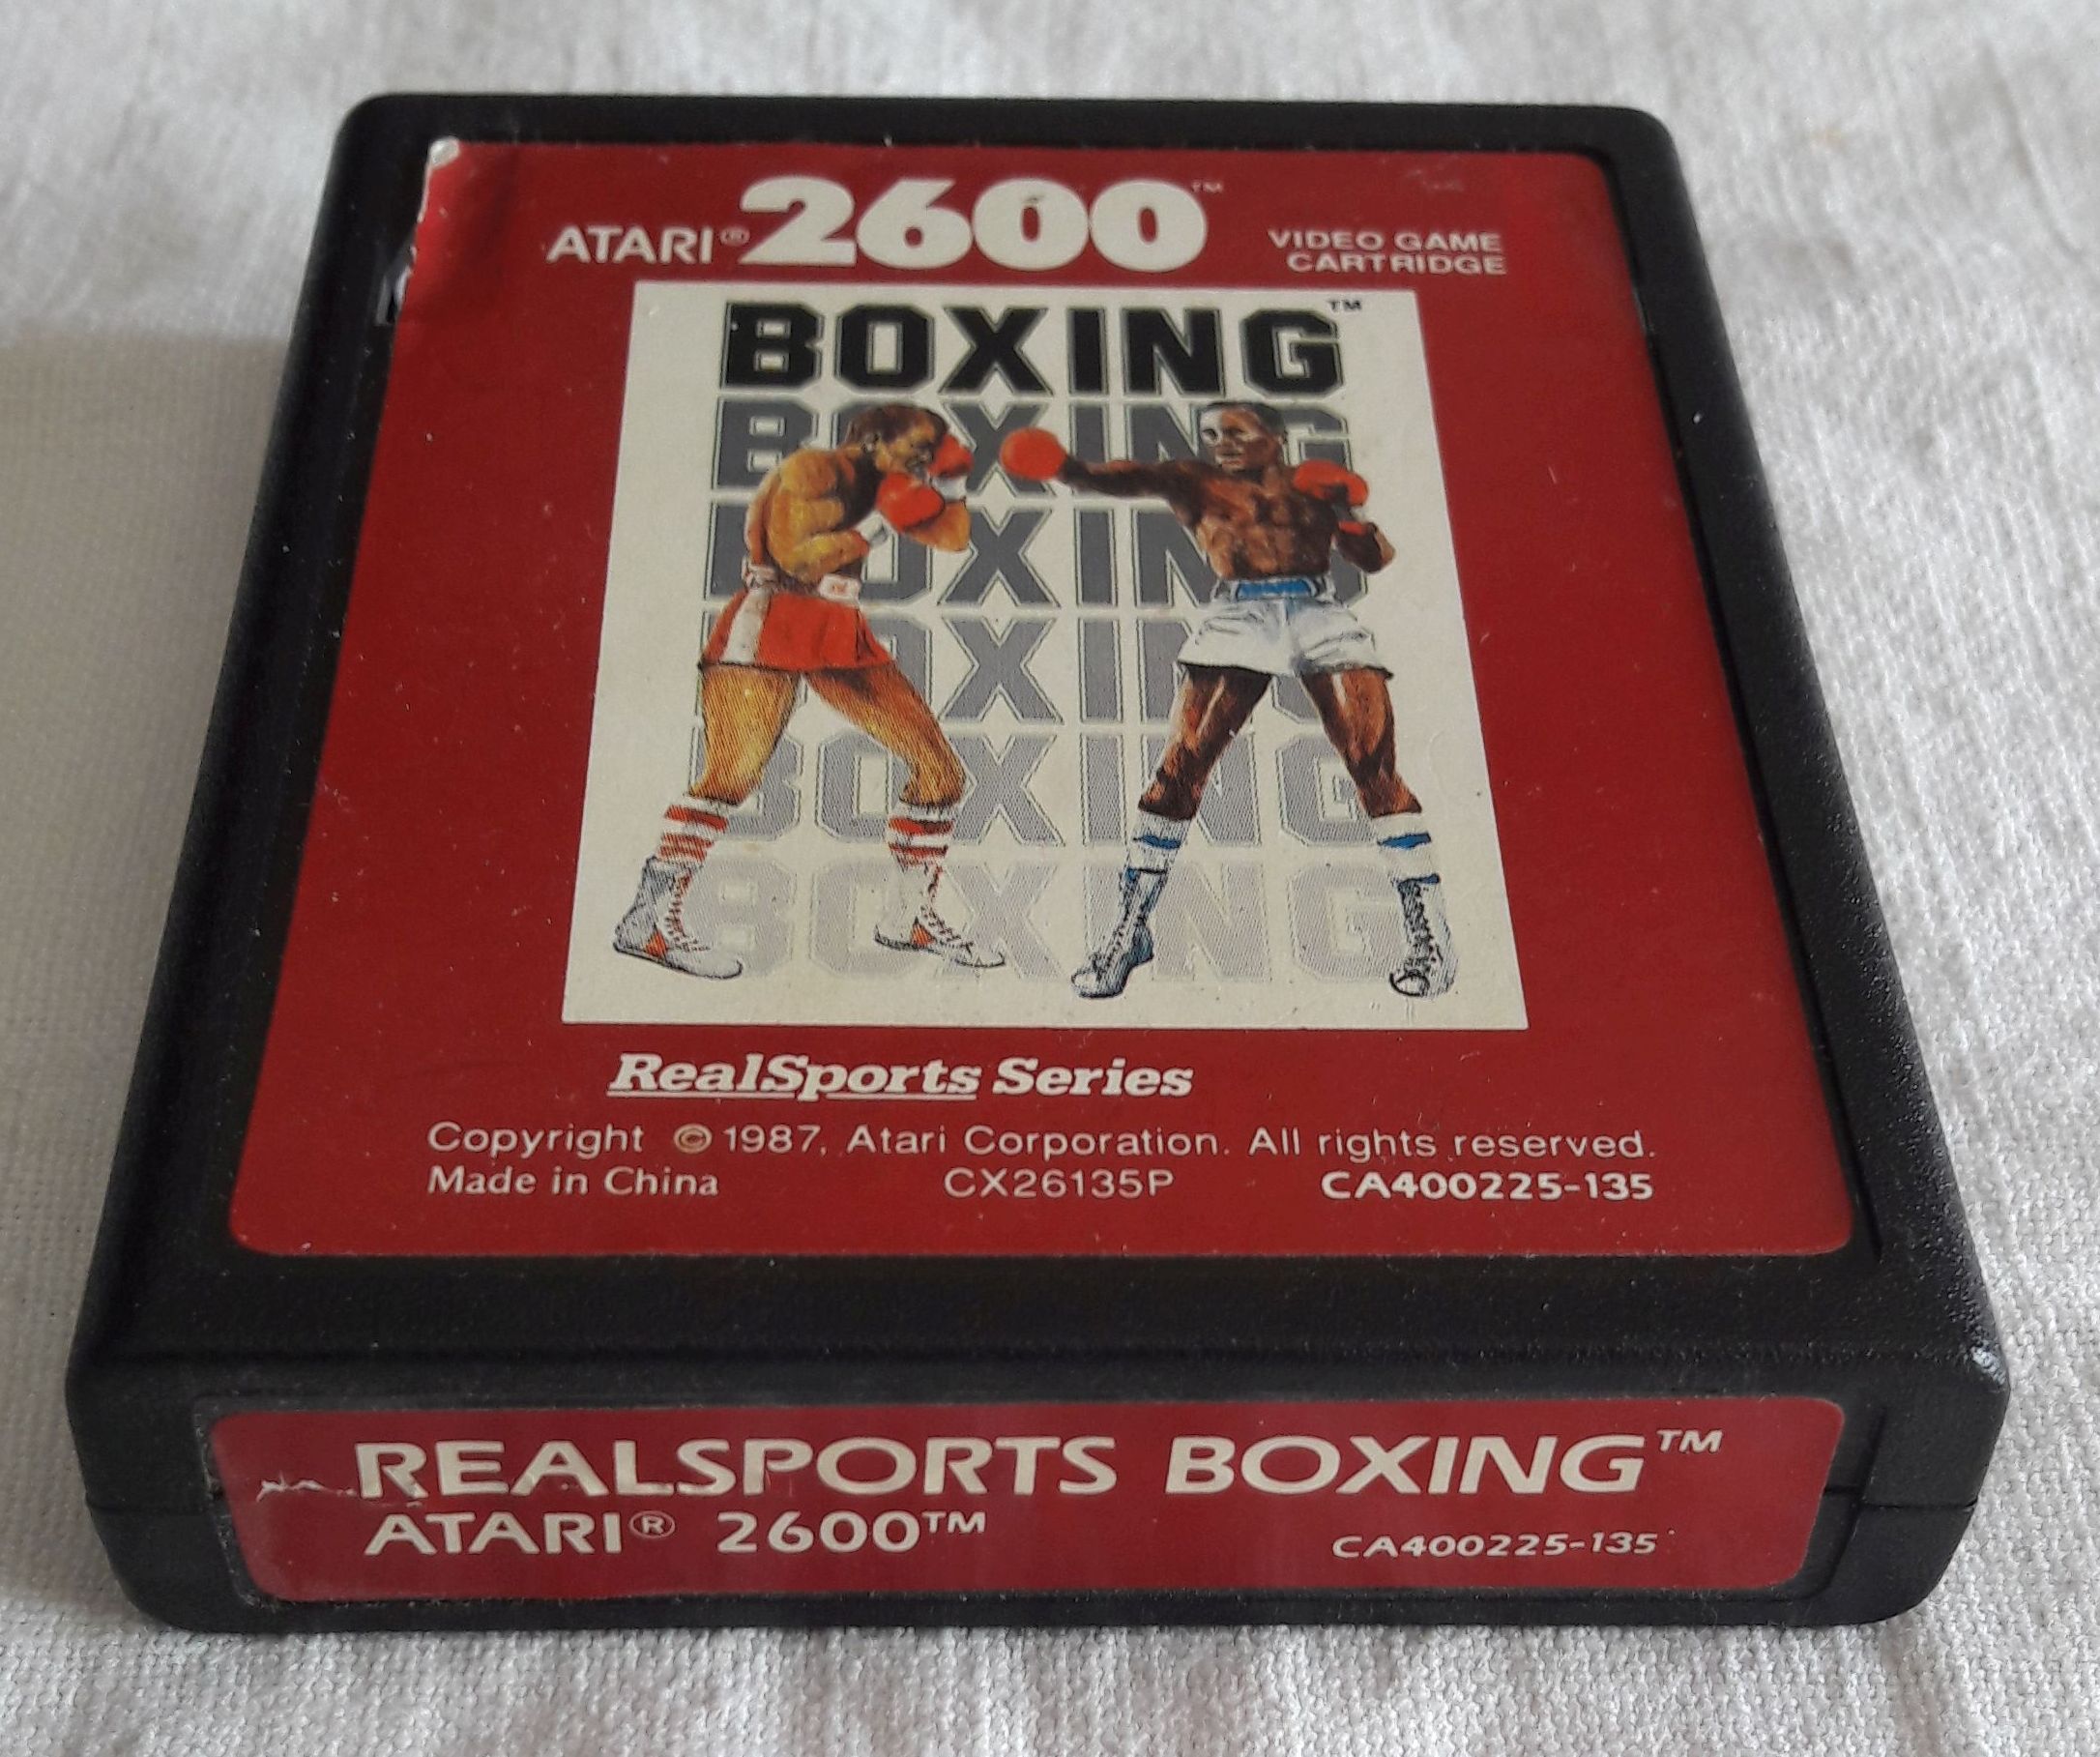 ATARI® 2600™ VIDEO GAME CARTRIDGE
BOXING™
BOXING
BOXING
BOXING
BOXING
BOXING
RealSports Series
Copyright © 1987, Atari Corporation. All rights reserved.
Made in China CX26135P CA400225-135
REALSPORTS BOXING™
ATARI® 2600™ CA400225-135